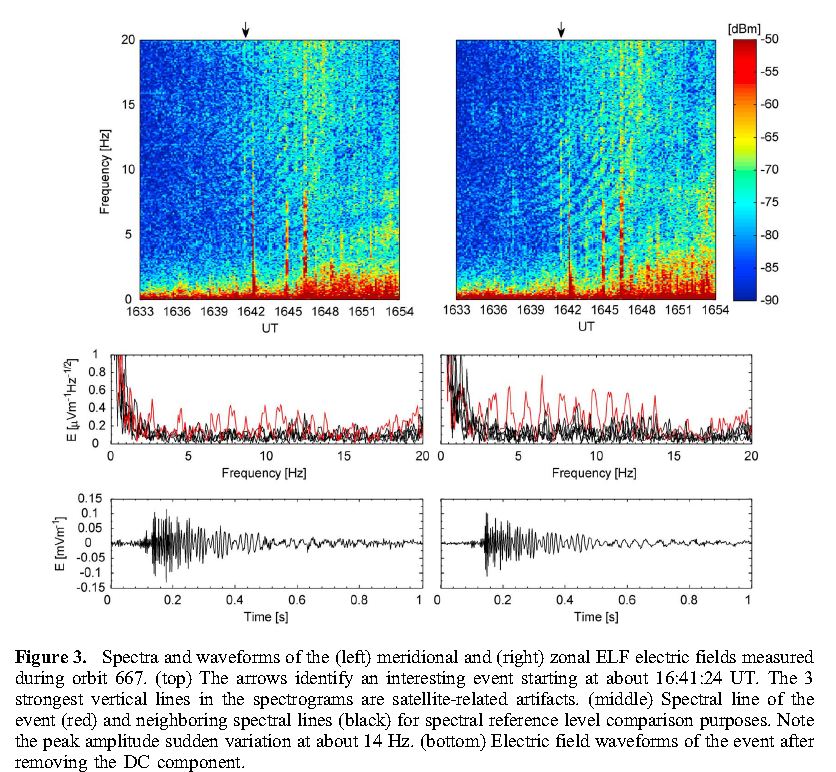 [dBm]
20
15
10
5
0
Frequency [Hz]
1633 1636 1639 1642 1645 1648 1651 1654
UT
1633 1636 1639 1642 1645 1648 1651 1654
UT
-50
-55
-60
-65
-70
-75
-80
-85
-90
1
0.8
0.6
0.4
0.2
0
E [μVm⁻¹Hz⁻¹/²]
0 5 10 15 20
Frequency [Hz]
0 5 10 15 20
Frequency [Hz]
0.15
0.1
0.05
0
-0.05
-0.1
-0.15
E [mVm⁻¹]
0 0.2 0.4 0.6 0.8 1
Time [s]
0 0.2 0.4 0.6 0.8 1
Time [s]
Figure 3. Spectra and waveforms of the (left) meridional and (right) zonal ELF electric fields measured
during orbit 667. (top) The arrows identify an interesting event starting at about 16:41:24 UT. The 3
strongest vertical lines in the spectrograms are satellite-related artifacts. (middle) Spectral line of the
event (red) and neighboring spectral lines (black) for spectral reference level comparison purposes. Note
the peak amplitude sudden variation at about 14 Hz. (bottom) Electric field waveforms of the event after
removing the DC component.